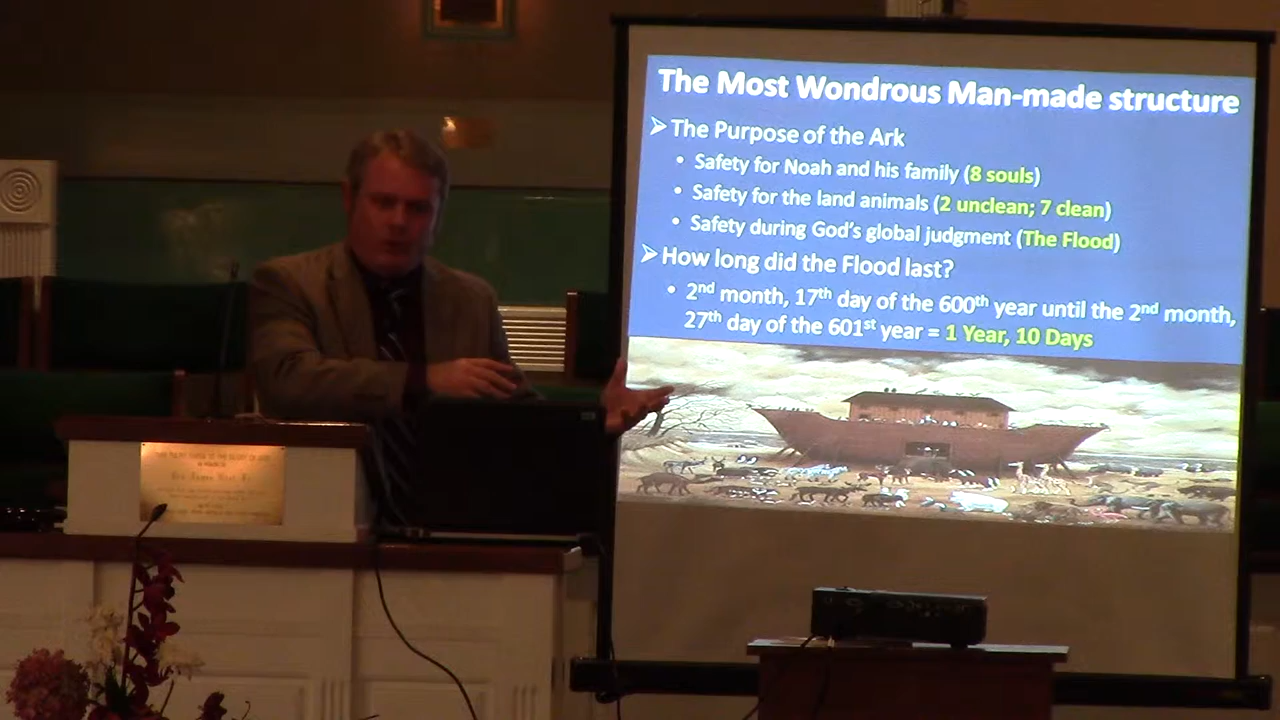 The Most Wondrous Man-made structure
➢ The Purpose of the Ark
• Safety for Noah and his family (8 souls)
• Safety for the land animals (2 unclean; 7 clean)
• Safety during God's global judgment (The Flood)
➢ How long did the Flood last?
• 2nd month, 17th day of the 600th year until the 2nd month,
27th day of the 601st year = 1 Year, 10 Days